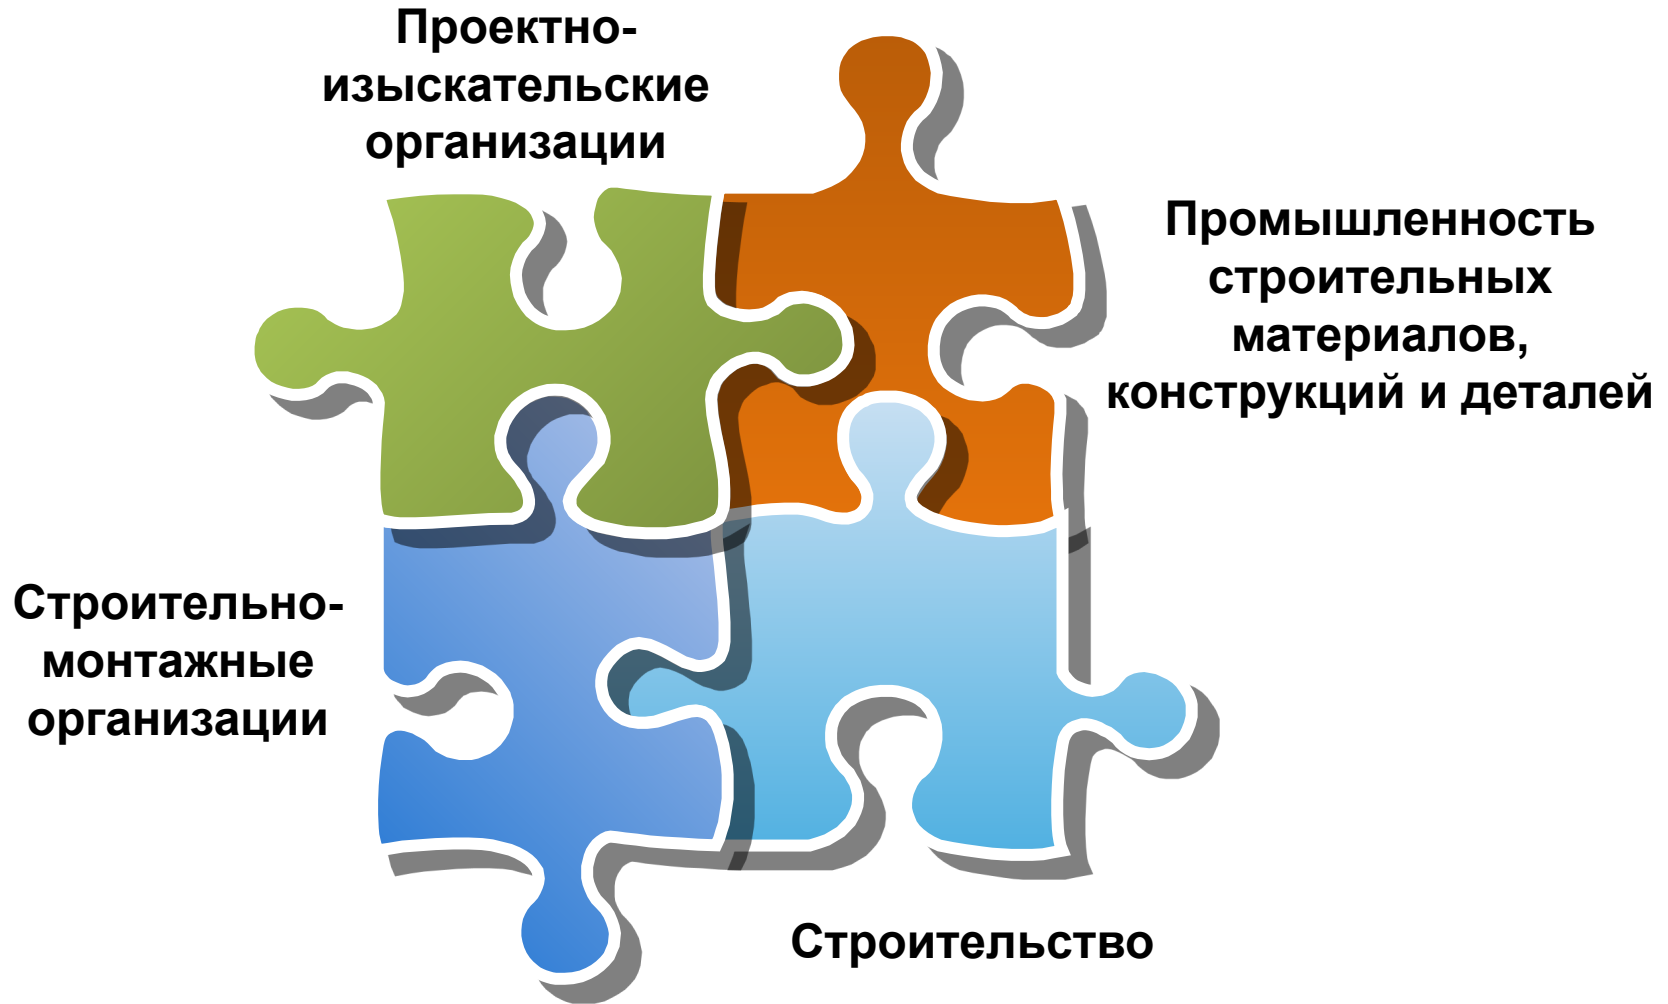 Проектно-
изыскательские
организации
Промышленность
строительных
материалов,
конструкций и деталей
Строительно-
монтажные
организации
Строительство